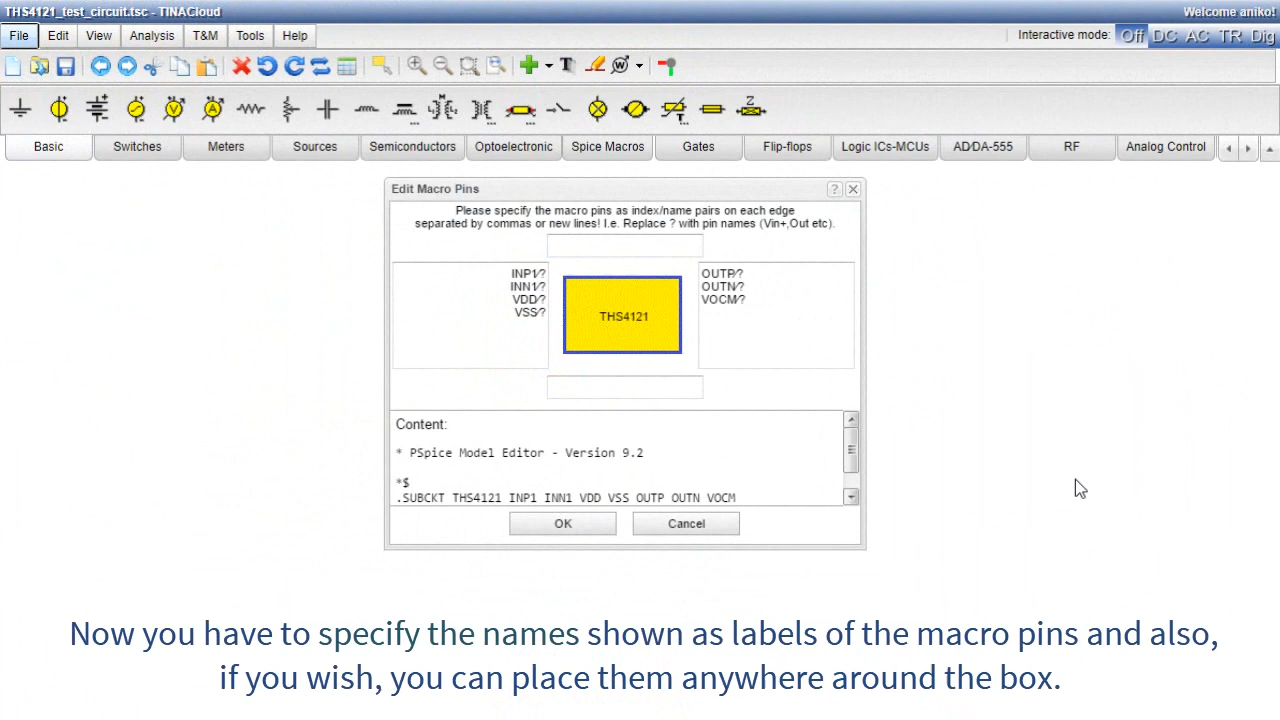 THS4121_test_circuit.tsc - TINACloud
Welcome aniko!
File Edit View Analysis T&M Tools Help
Interactive mode: Off DC AC TR Dig
Basic Switches Meters Sources Semiconductors Optoelectronic Spice Macros Gates Flip-flops Logic ICs-MCUs AD/DA-555 RF Analog Control
Edit Macro Pins
Please specify the macro pins as index/name pairs on each edge
separated by commas or new lines! I.e. Replace ? with pin names (Vin+,Out etc).
INP1/?
INN1/?
VDD/?
VSS/?
THS4121
OUTP/?
OUTN/?
VOCM/?
Content:
* PSpice Model Editor - Version 9.2
*$
.SUBCKT THS4121 INP1 INN1 VDD VSS OUTP OUTN VOCM
OK Cancel
Now you have to specify the names shown as labels of the macro pins and also,
if you wish, you can place them anywhere around the box.